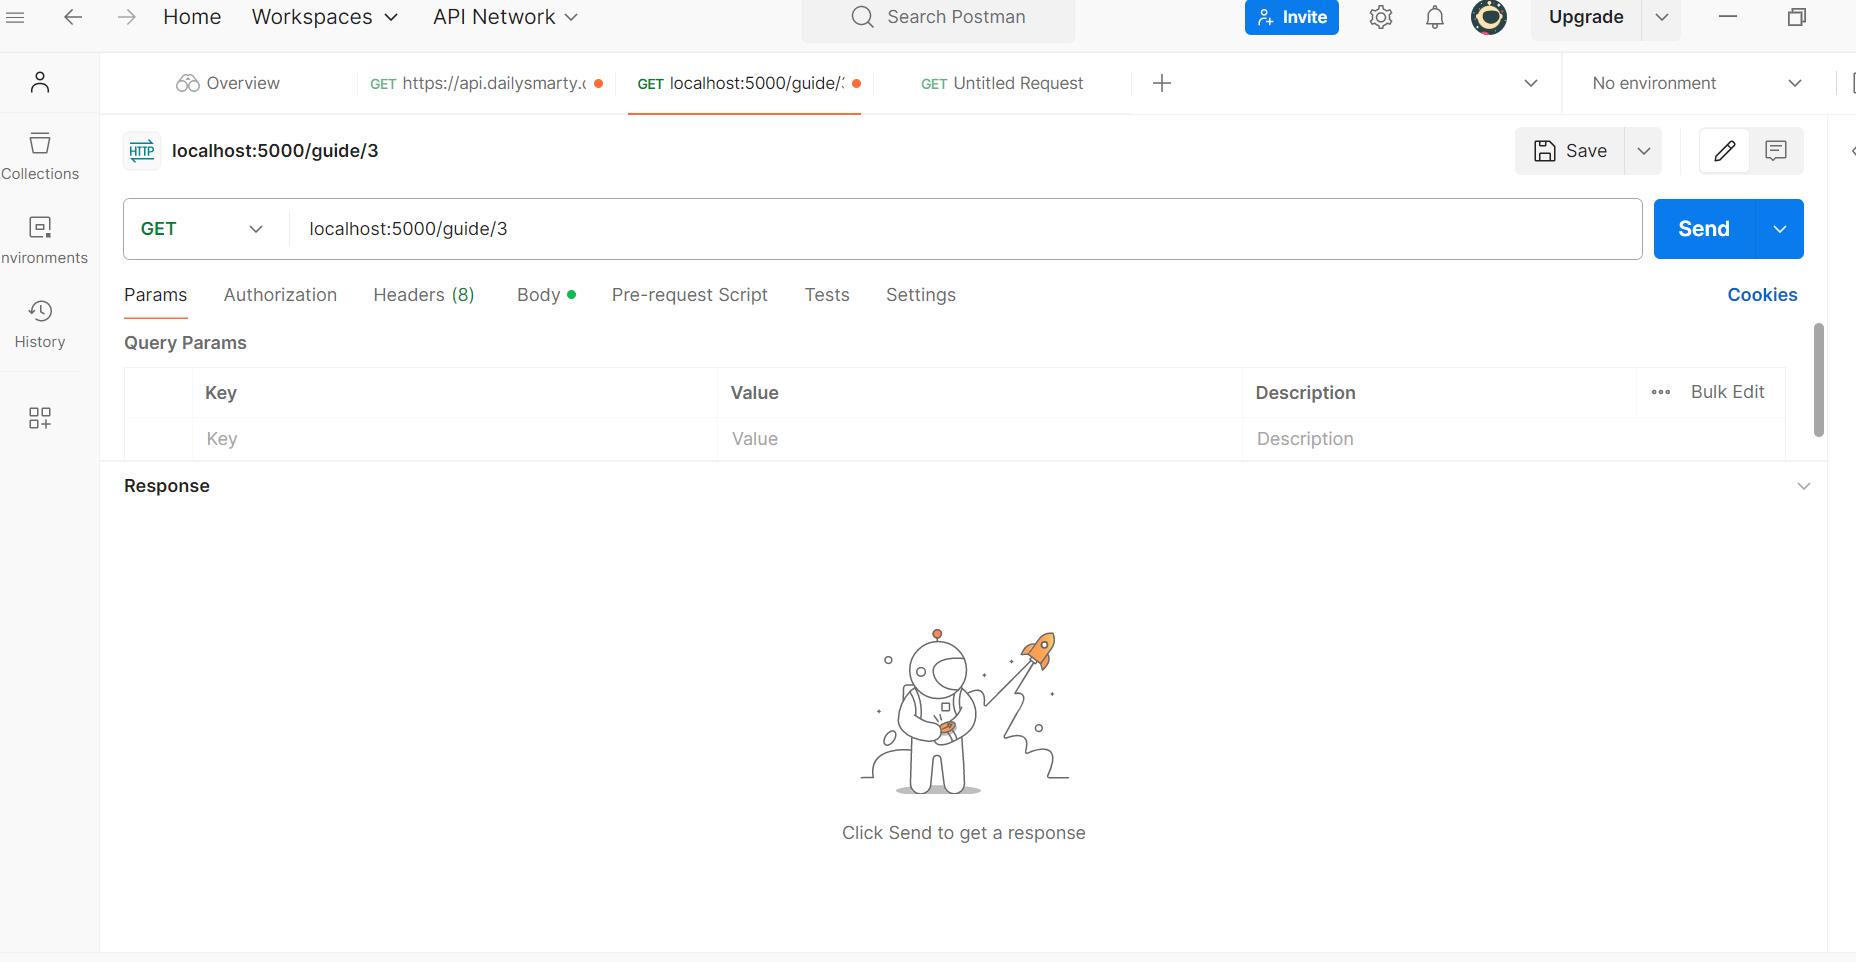 Home Workspaces API Network Search Postman Invite Upgrade
Overview GET https://api.dailysmarty.c GET localhost:5000/guide/3 GET Untitled Request No environment
HTTP localhost:5000/guide/3 Save
Collections
nvironments
History
GET localhost:5000/guide/3 Send
Params Authorization Headers (8) Body Pre-request Script Tests Settings Cookies
Query Params
Key Value Description Bulk Edit
Key Value Description
Response
Click Send to get a response